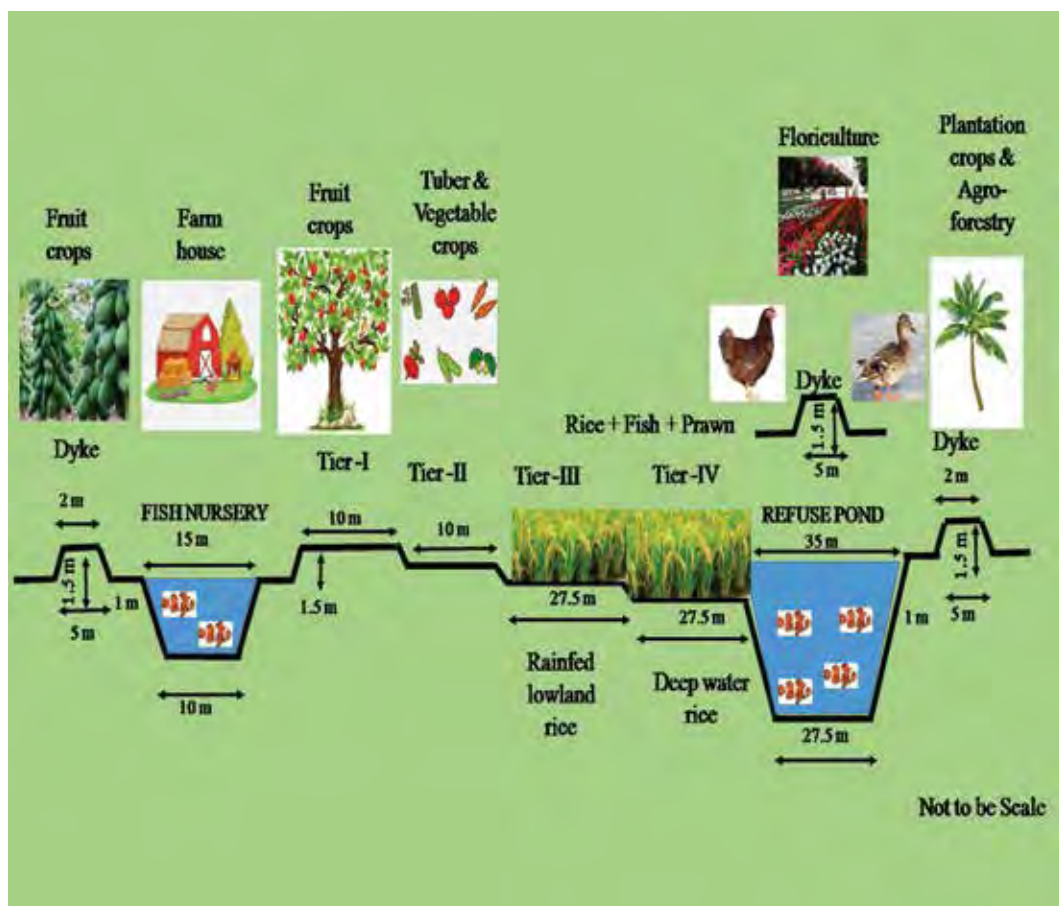 Floriculture
Plantation
crops &
Agro-
forestry
Fruit
crops
Farm
house
Fruit
crops
Tuber &
Vegetable
crops
Dyke
1.5 m
5 m
Rice + Fish + Prawn
Dyke
Tier-I
Tier-II
Tier-III
Tier-IV
Dyke
2 m
FISH NURSERY
15 m
10 m
10 m
REFUSE POND
35 m
2 m
1.5 m
5 m
1 m
10 m
1.5 m
27.5 m
27.5 m
1 m
1.5 m
5 m
Rainfed
lowland
rice
Deep water
rice
27.5 m
Not to be Scale